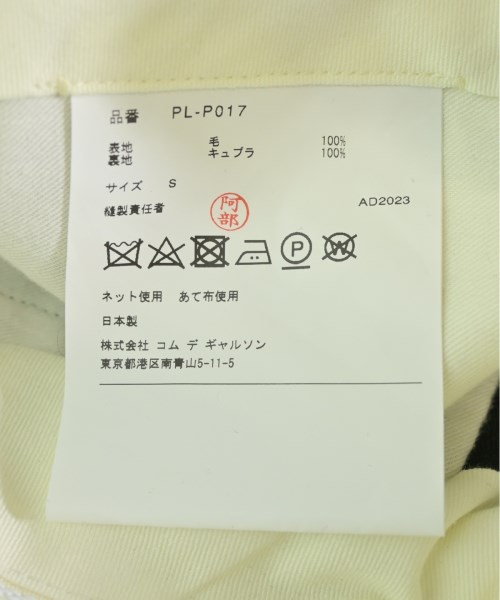 品番 PL-P017
表地 毛 100%
裏地 キュプラ 100%
サイズ S
縫製責任者 阿部 AD2023
P W
ネット使用 あて布使用
日本製
株式会社 コム デ ギャルソン
東京都港区南青山5-11-5